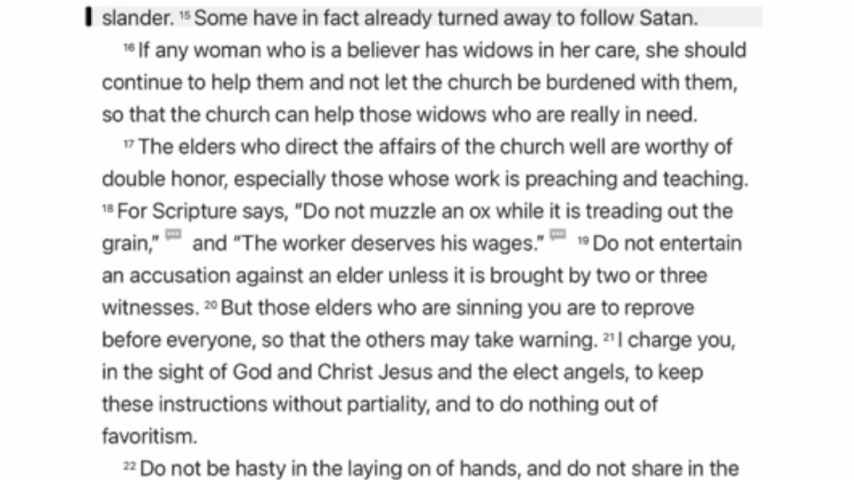 slander. 15 Some have in fact already turned away to follow Satan.
16 If any woman who is a believer has widows in her care, she should
continue to help them and not let the church be burdened with them,
so that the church can help those widows who are really in need.
17 The elders who direct the affairs of the church well are worthy of
double honor, especially those whose work is preaching and teaching.
18 For Scripture says, "Do not muzzle an ox while it is treading out the
grain," and "The worker deserves his wages." 19 Do not entertain
an accusation against an elder unless it is brought by two or three
witnesses. 20 But those elders who are sinning you are to reprove
before everyone, so that the others may take warning. 21 I charge you,
in the sight of God and Christ Jesus and the elect angels, to keep
these instructions without partiality, and to do nothing out of
favoritism.
22 Do not be hasty in the laying on of hands, and do not share in the